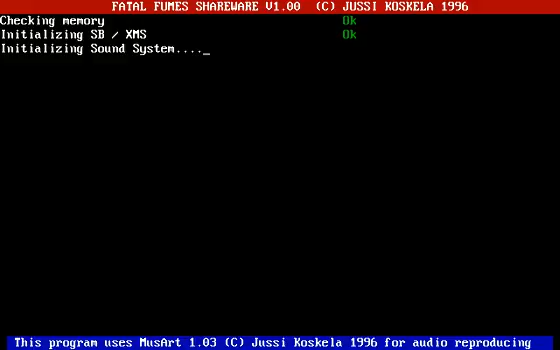 FATAL FUMES SHAREWARE V1.00 (C) JUSSI KOSKELA 1996
Checking memory Ok
Initializing SB / XMS Ok
Initializing Sound System...._
This program uses MusArt 1.03 (C) Jussi Koskela 1996 for audio reproducing